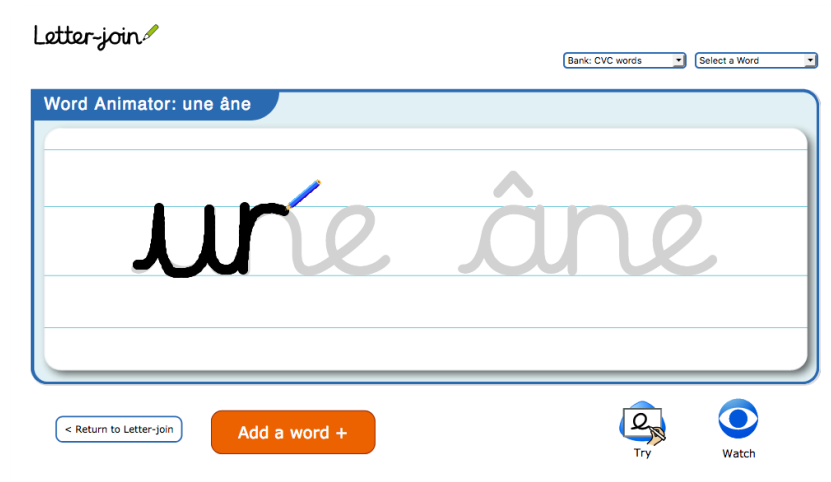 Letter-join
Bank: CVC words Select a Word
Word Animator: une âne
une âne
< Return to Letter-join
Add a word +
Try
Watch